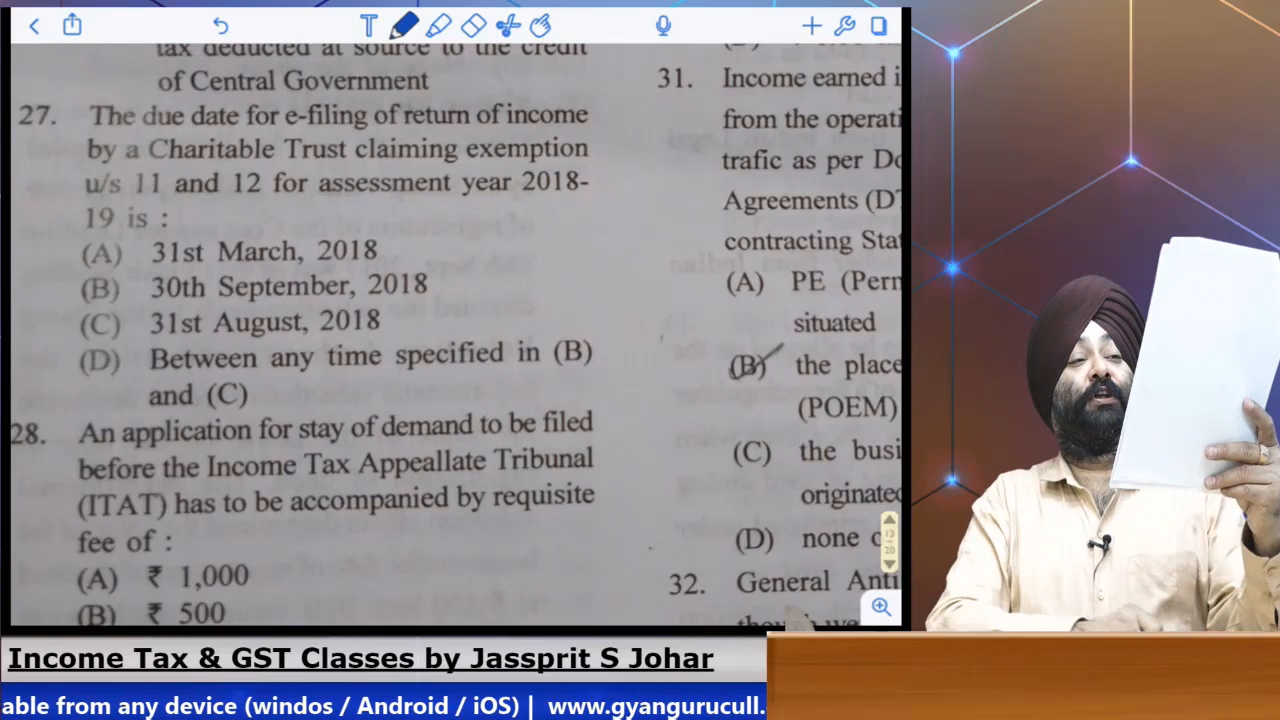 tax deducted at source to the credit
of Central Government
27. The due date for e-filing of return of income
by a Charitable Trust claiming exemption
u/s 11 and 12 for assessment year 2018-
19 is :
(A) 31st March, 2018
(B) 30th September, 2018
(C) 31st August, 2018
(D) Between any time specified in (B)
and (C)
28. An application for stay of demand to be filed
before the Income Tax Appeallate Tribunal
(ITAT) has to be accompanied by requisite
fee of :
(A) ₹ 1,000
(B) ₹ 500
31. Income earned i
from the operati
trafic as per Do
Agreements (DT
contracting Stat
(A) PE (Perm
situated
(B) the place
(POEM)
(C) the busi
originated
(D) none o
32. General Anti
13
20
Income Tax & GST Classes by Jassprit S Johar
able from any device (windos / Android / iOS) | www.gyangurucull.